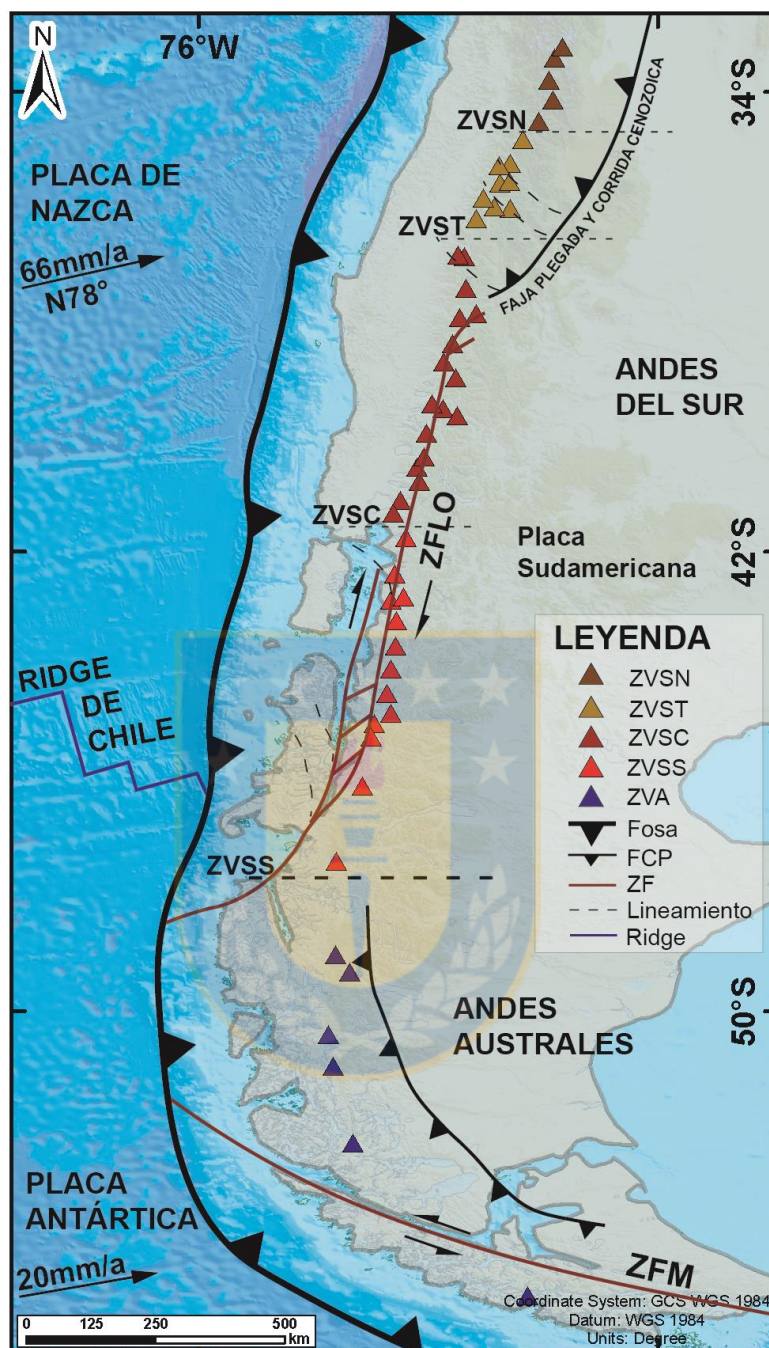 N
76°W
34°S
ZVSN
PLACA DE
NAZCA
66mm/a
N78°
ZVST
FAJA PLEGADA Y CORRIDA CENOZOICA
ANDES
DEL SUR
ZVSC
ZFLO
42°S
Placa
Sudamericana
RIDGE
DE
CHILE
LEYENDA
ZVSN
ZVST
ZVSC
ZVSS
ZVA
Fosa
FCP
ZF
Lineamiento
Ridge
ZVSS
50°S
ANDES
AUSTRALES
PLACA
ANTÁRTICA
20mm/a
ZFM
Coordinate System: GCS WGS 1984
Datum: WGS 1984
Units: Degree
0 125 250 500
km